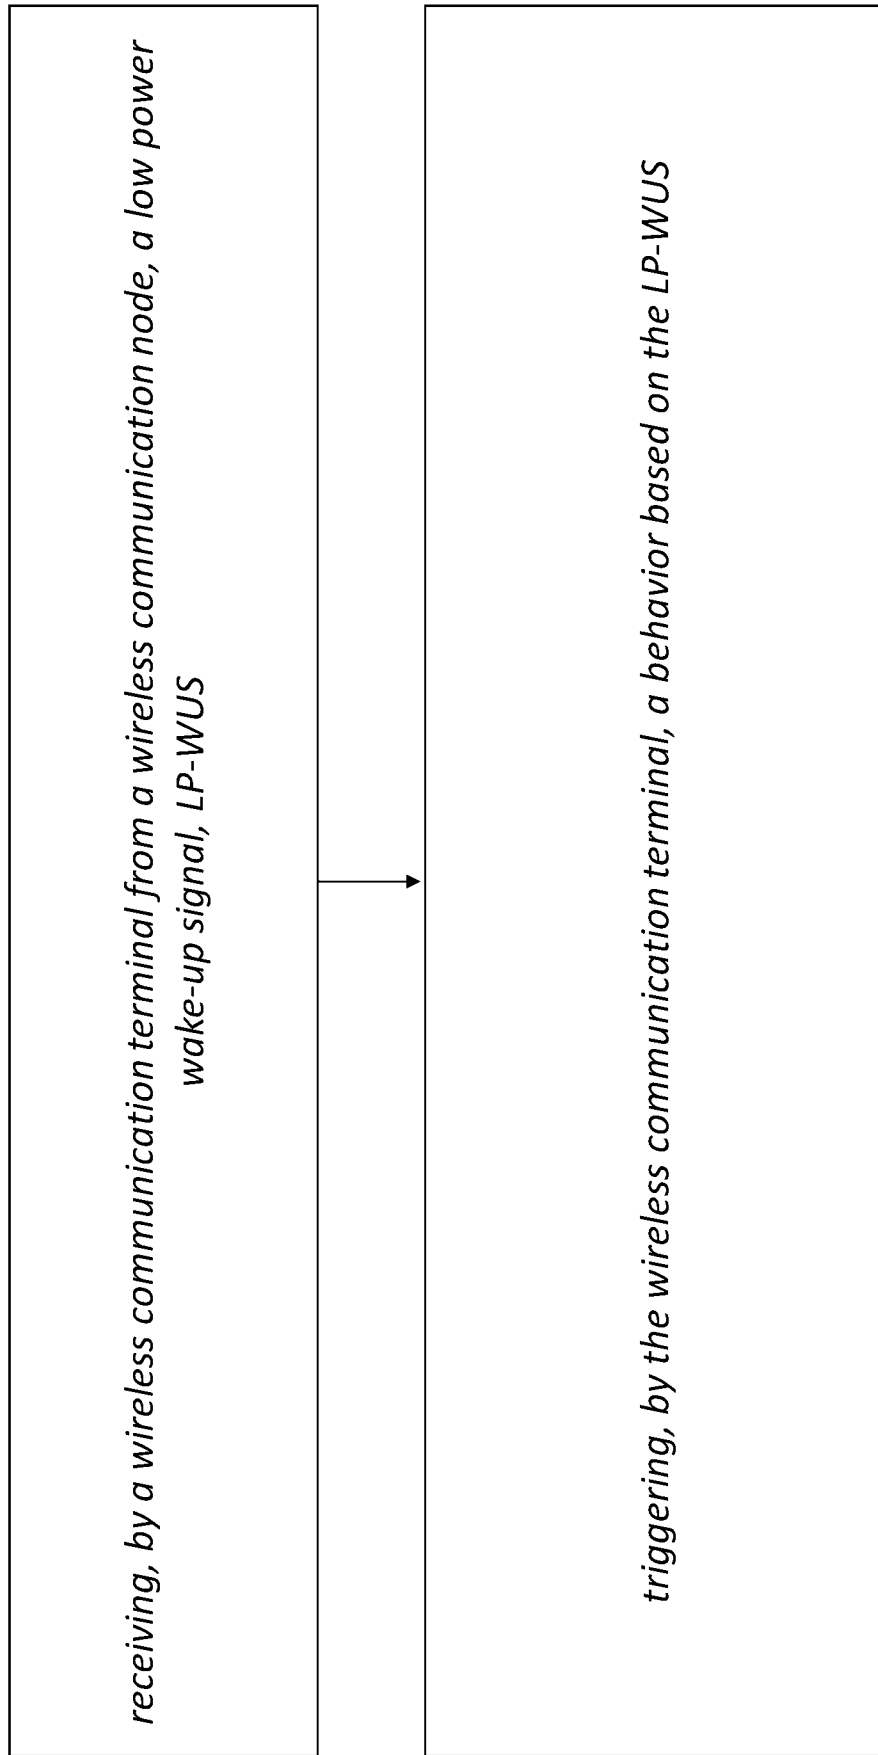 receiving, by a wireless communication terminal from a wireless communication node, a low power
wake-up signal, LP-WUS
triggering, by the wireless communication terminal, a behavior based on the LP-WUS